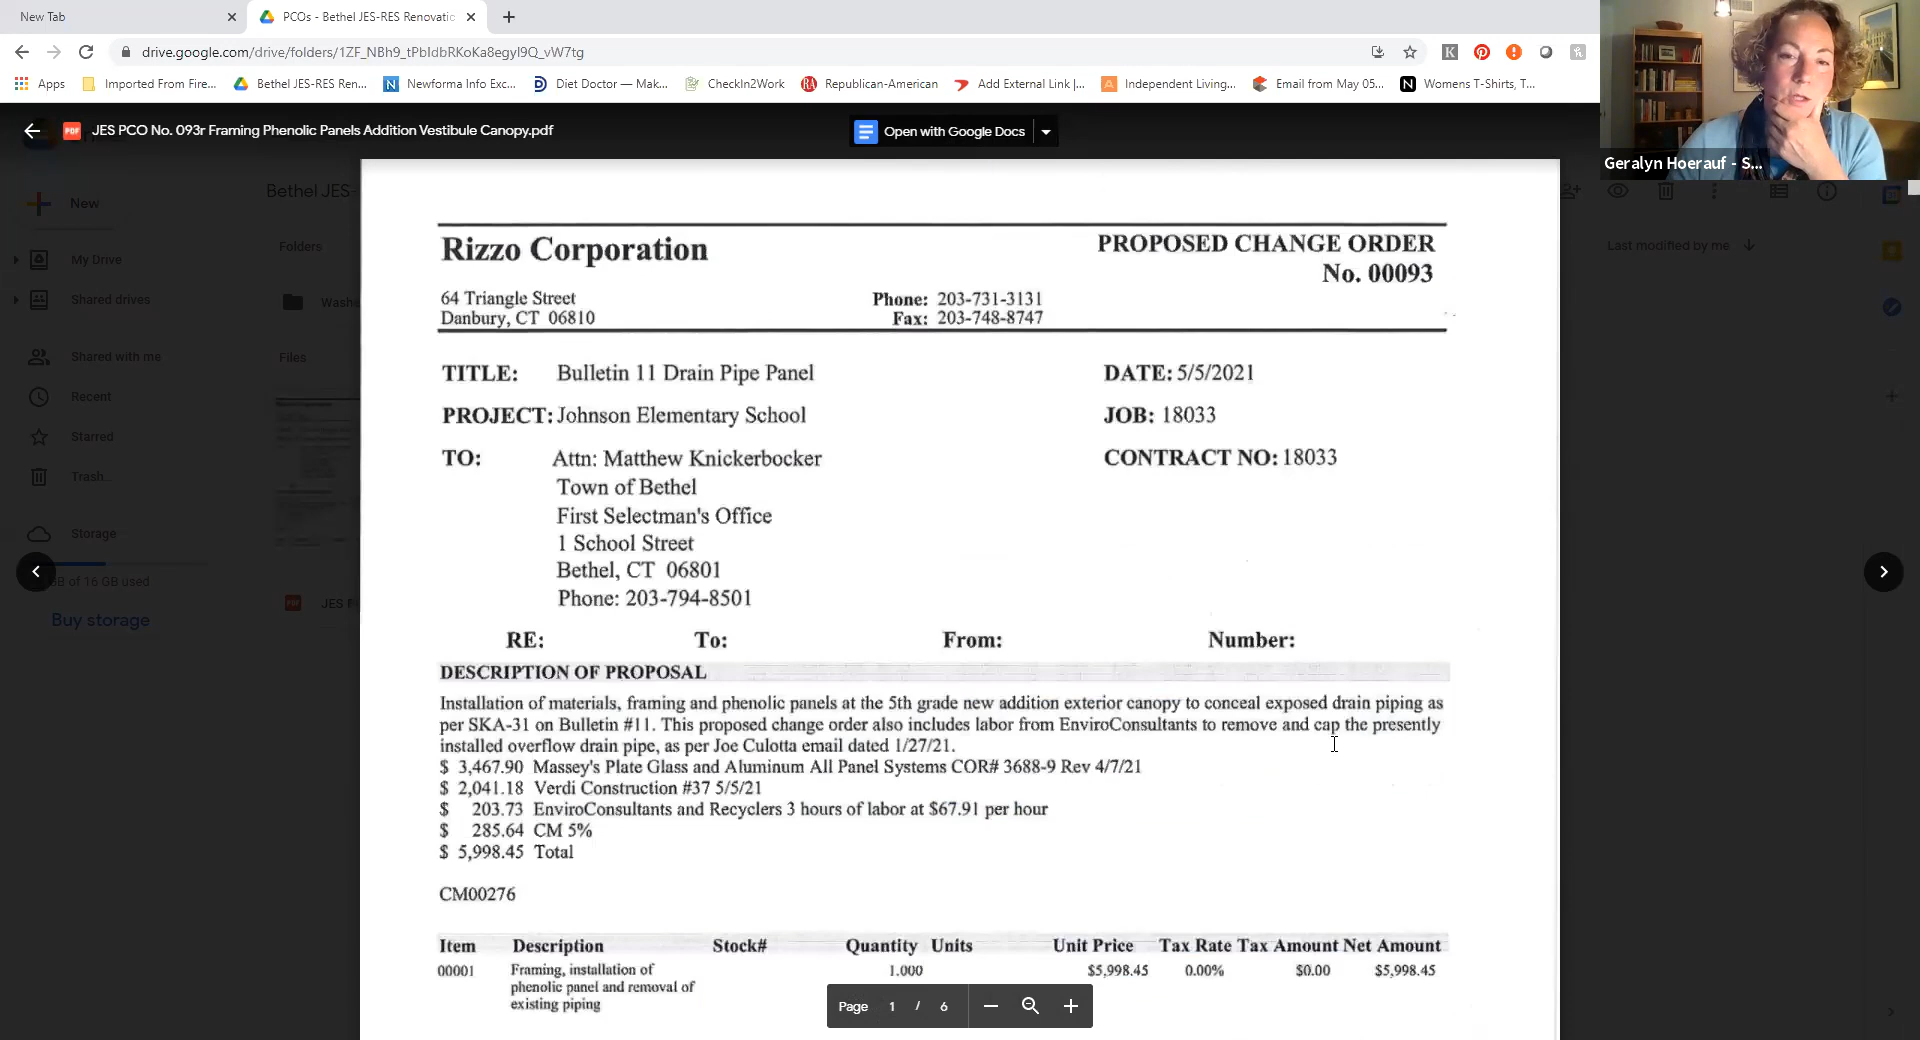 New Tab
PCOs - Bethel JES-RES Renovatic
drive.google.com/drive/folders/1ZF_NBh9_tPbIdbRKoKa8egyI9Q_vW7tg
Apps Imported From Fire... Bethel JES-RES Ren... Newforma Info Exc... Diet Doctor — Mak... CheckIn2Work Republican-American Add External Link |... Independent Living... Email from May 05... Womens T-Shirts, T...
JES PCO No. 093r Framing Phenolic Panels Addition Vestibule Canopy.pdf
Open with Google Docs
Geralyn Hoerauf - S...
Bethel JES-
New
Folders
Last modified by me
My Drive
Shared drives
Washe
Shared with me
Files
Recent
Starred
Trash
Storage
GB of 16 GB used
JES P
Buy storage
Rizzo Corporation
PROPOSED CHANGE ORDER
No. 00093
64 Triangle Street
Danbury, CT 06810
Phone: 203-731-3131
Fax: 203-748-8747
TITLE: Bulletin 11 Drain Pipe Panel
DATE: 5/5/2021
PROJECT: Johnson Elementary School
JOB: 18033
TO: Attn: Matthew Knickerbocker
CONTRACT NO: 18033
Town of Bethel
First Selectman's Office
1 School Street
Bethel, CT 06801
Phone: 203-794-8501
RE: To: From: Number:
DESCRIPTION OF PROPOSAL
Installation of materials, framing and phenolic panels at the 5th grade new addition exterior canopy to conceal exposed drain piping as
per SKA-31 on Bulletin #11. This proposed change order also includes labor from EnviroConsultants to remove and cap the presently
installed overflow drain pipe, as per Joe Culotta email dated 1/27/21.
$ 3,467.90 Massey's Plate Glass and Aluminum All Panel Systems COR# 3688-9 Rev 4/7/21
$ 2,041.18 Verdi Construction #37 5/5/21
$ 203.73 EnviroConsultants and Recyclers 3 hours of labor at $67.91 per hour
$ 285.64 CM 5%
$ 5,998.45 Total
CM00276
Item Description Stock# Quantity Units Unit Price Tax Rate Tax Amount Net Amount
00001 Framing, installation of 1.000 $5,998.45 0.00% $0.00 $5,998.45
phenolic panel and removal of
existing piping
Page 1 / 6